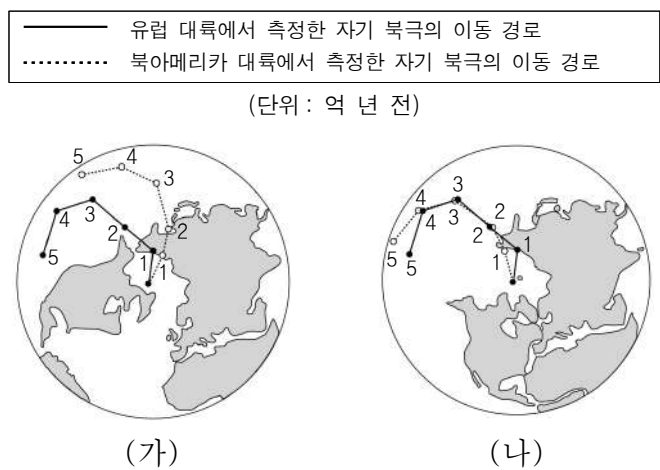 유럽 대륙에서 측정한 자기 북극의 이동 경로
북아메리카 대륙에서 측정한 자기 북극의 이동 경로
(단위 : 억 년 전)
5 4 3
4 3 2 2
5 1 1
(가)
3
4 3 2
4 2 1
5 5 1
(나)